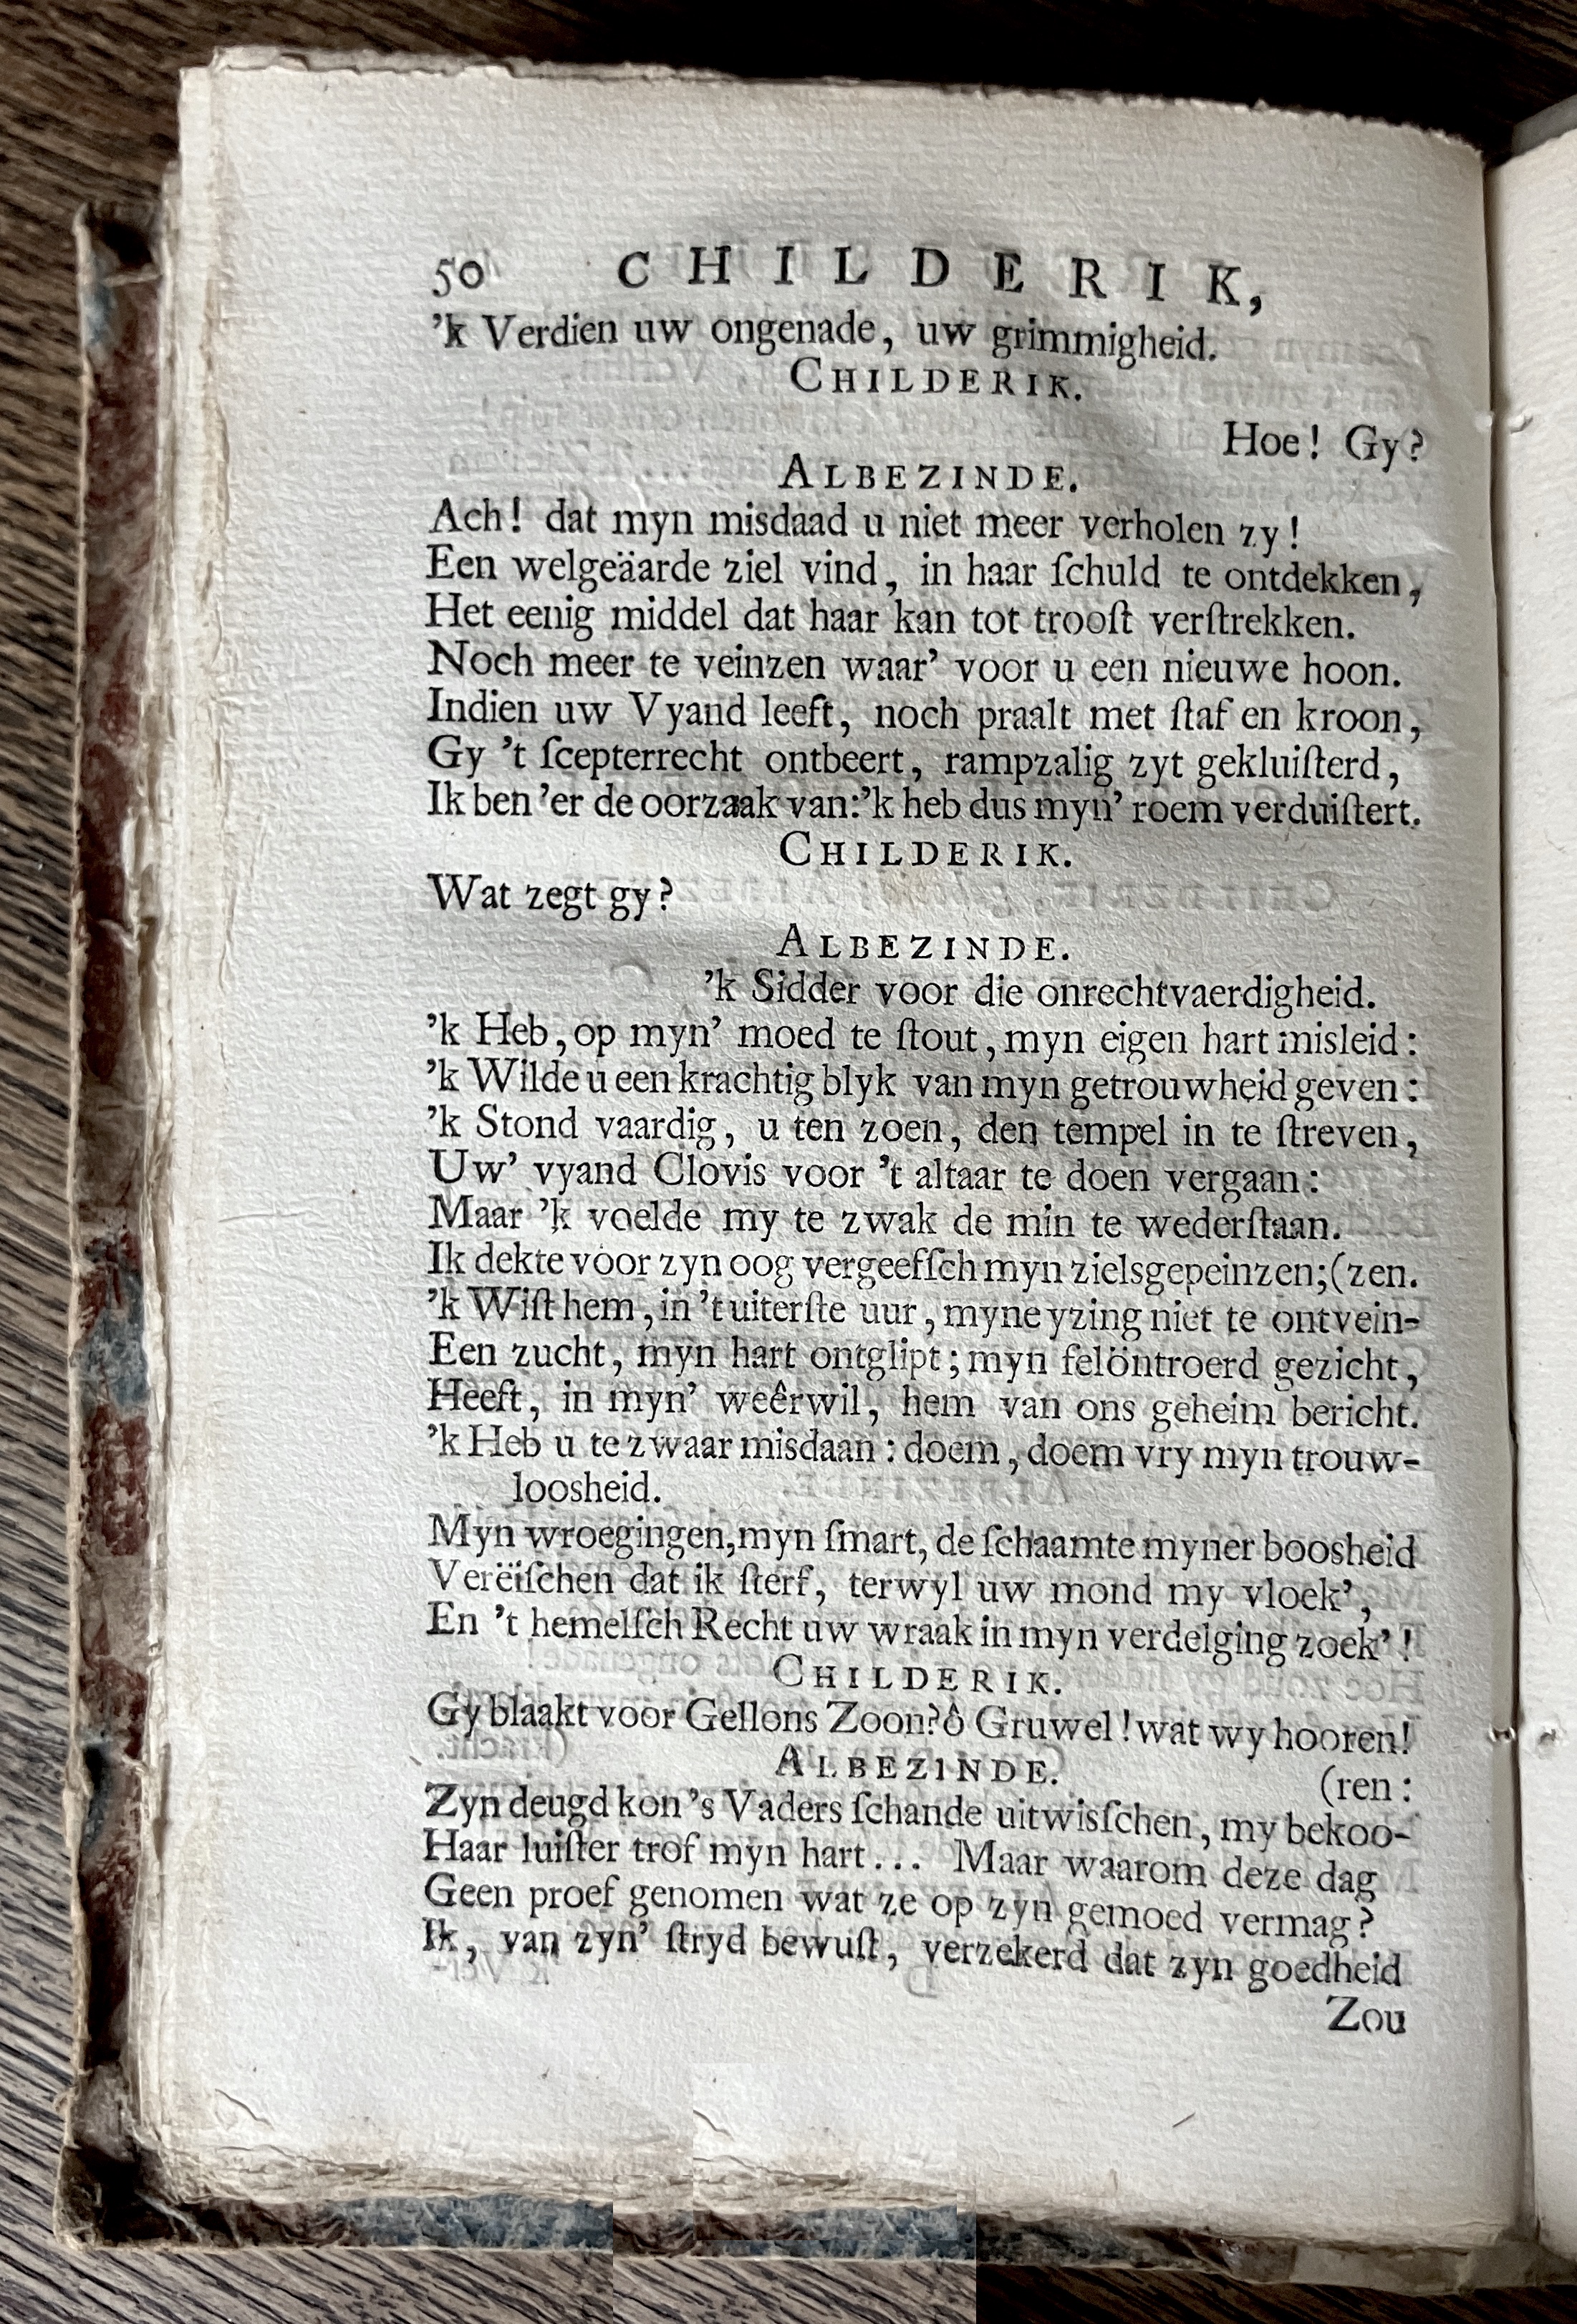 50 CHILDERIK,
'k Verdien uw ongenade, uw grimmigheid.
CHILDERIK.
Hoe! Gy?
ALBEZINDE.
Ach! dat myn misdaad u niet meer verholen zy!
Een welgeäarde ziel vind, in haar ſchuld te ontdekken,
Het eenig middel dat haar kan tot trooſt verſtrekken.
Noch meer te veinzen waar' voor u een nieuwe hoon.
Indien uw Vyand leeft, noch praalt met ſtaf en kroon,
Gy 't ſcepterrecht ontbeert, rampzalig zyt gekluiſterd,
Ik ben 'er de oorzaak van:'k heb dus myn' roem verduiſtert.
CHILDERIK.
Wat zegt gy?
ALBEZINDE.
'k Sidder voor die onrechtvaerdigheid.
'k Heb, op myn' moed te ſtout, myn eigen hart misleid:
'k Wilde u een krachtig blyk van myn getrouwheid geven:
'k Stond vaardig, u ten zoen, den tempel in te ſtreven,
Uw' vyand Clovis voor 't altaar te doen vergaan:
Maar 'k voelde my te zwak de min te wederſtaan.
Ik dekte voor zyn oog vergeefſch myn zielsgepeinzen;(zen.
'k Wiſt hem, in 't uiterſte uur, myne yzing niet te ontvein-
Een zucht, myn hart ontglipt; myn felöntroerd gezicht,
Heeft, in myn' weêrwil, hem van ons geheim bericht.
'k Heb u te zwaar misdaan: doem, doem vry myn trouw-
loosheid.
Myn wroegingen, myn ſmart, de ſchaamte myner boosheid
Verëiſchen dat ik ſterf, terwyl uw mond my vloek',
En 't hemelſch Recht uw wraak in myn verdelging zoek'!
CHILDERIK.
Gy blaakt voor Gellons Zoon? ô Gruwel! wat wy hooren!
ALBEZINDE. (ren:
Zyn deugd kon 's Vaders ſchande uitwisſchen, my bekoo-
Haar luiſter trof myn hart... Maar waarom deze dag
Geen proef genomen wat ze op zyn gemoed vermag?
Ik, van zyn' ſtryd bewuſt, verzekerd dat zyn goedheid
Zou